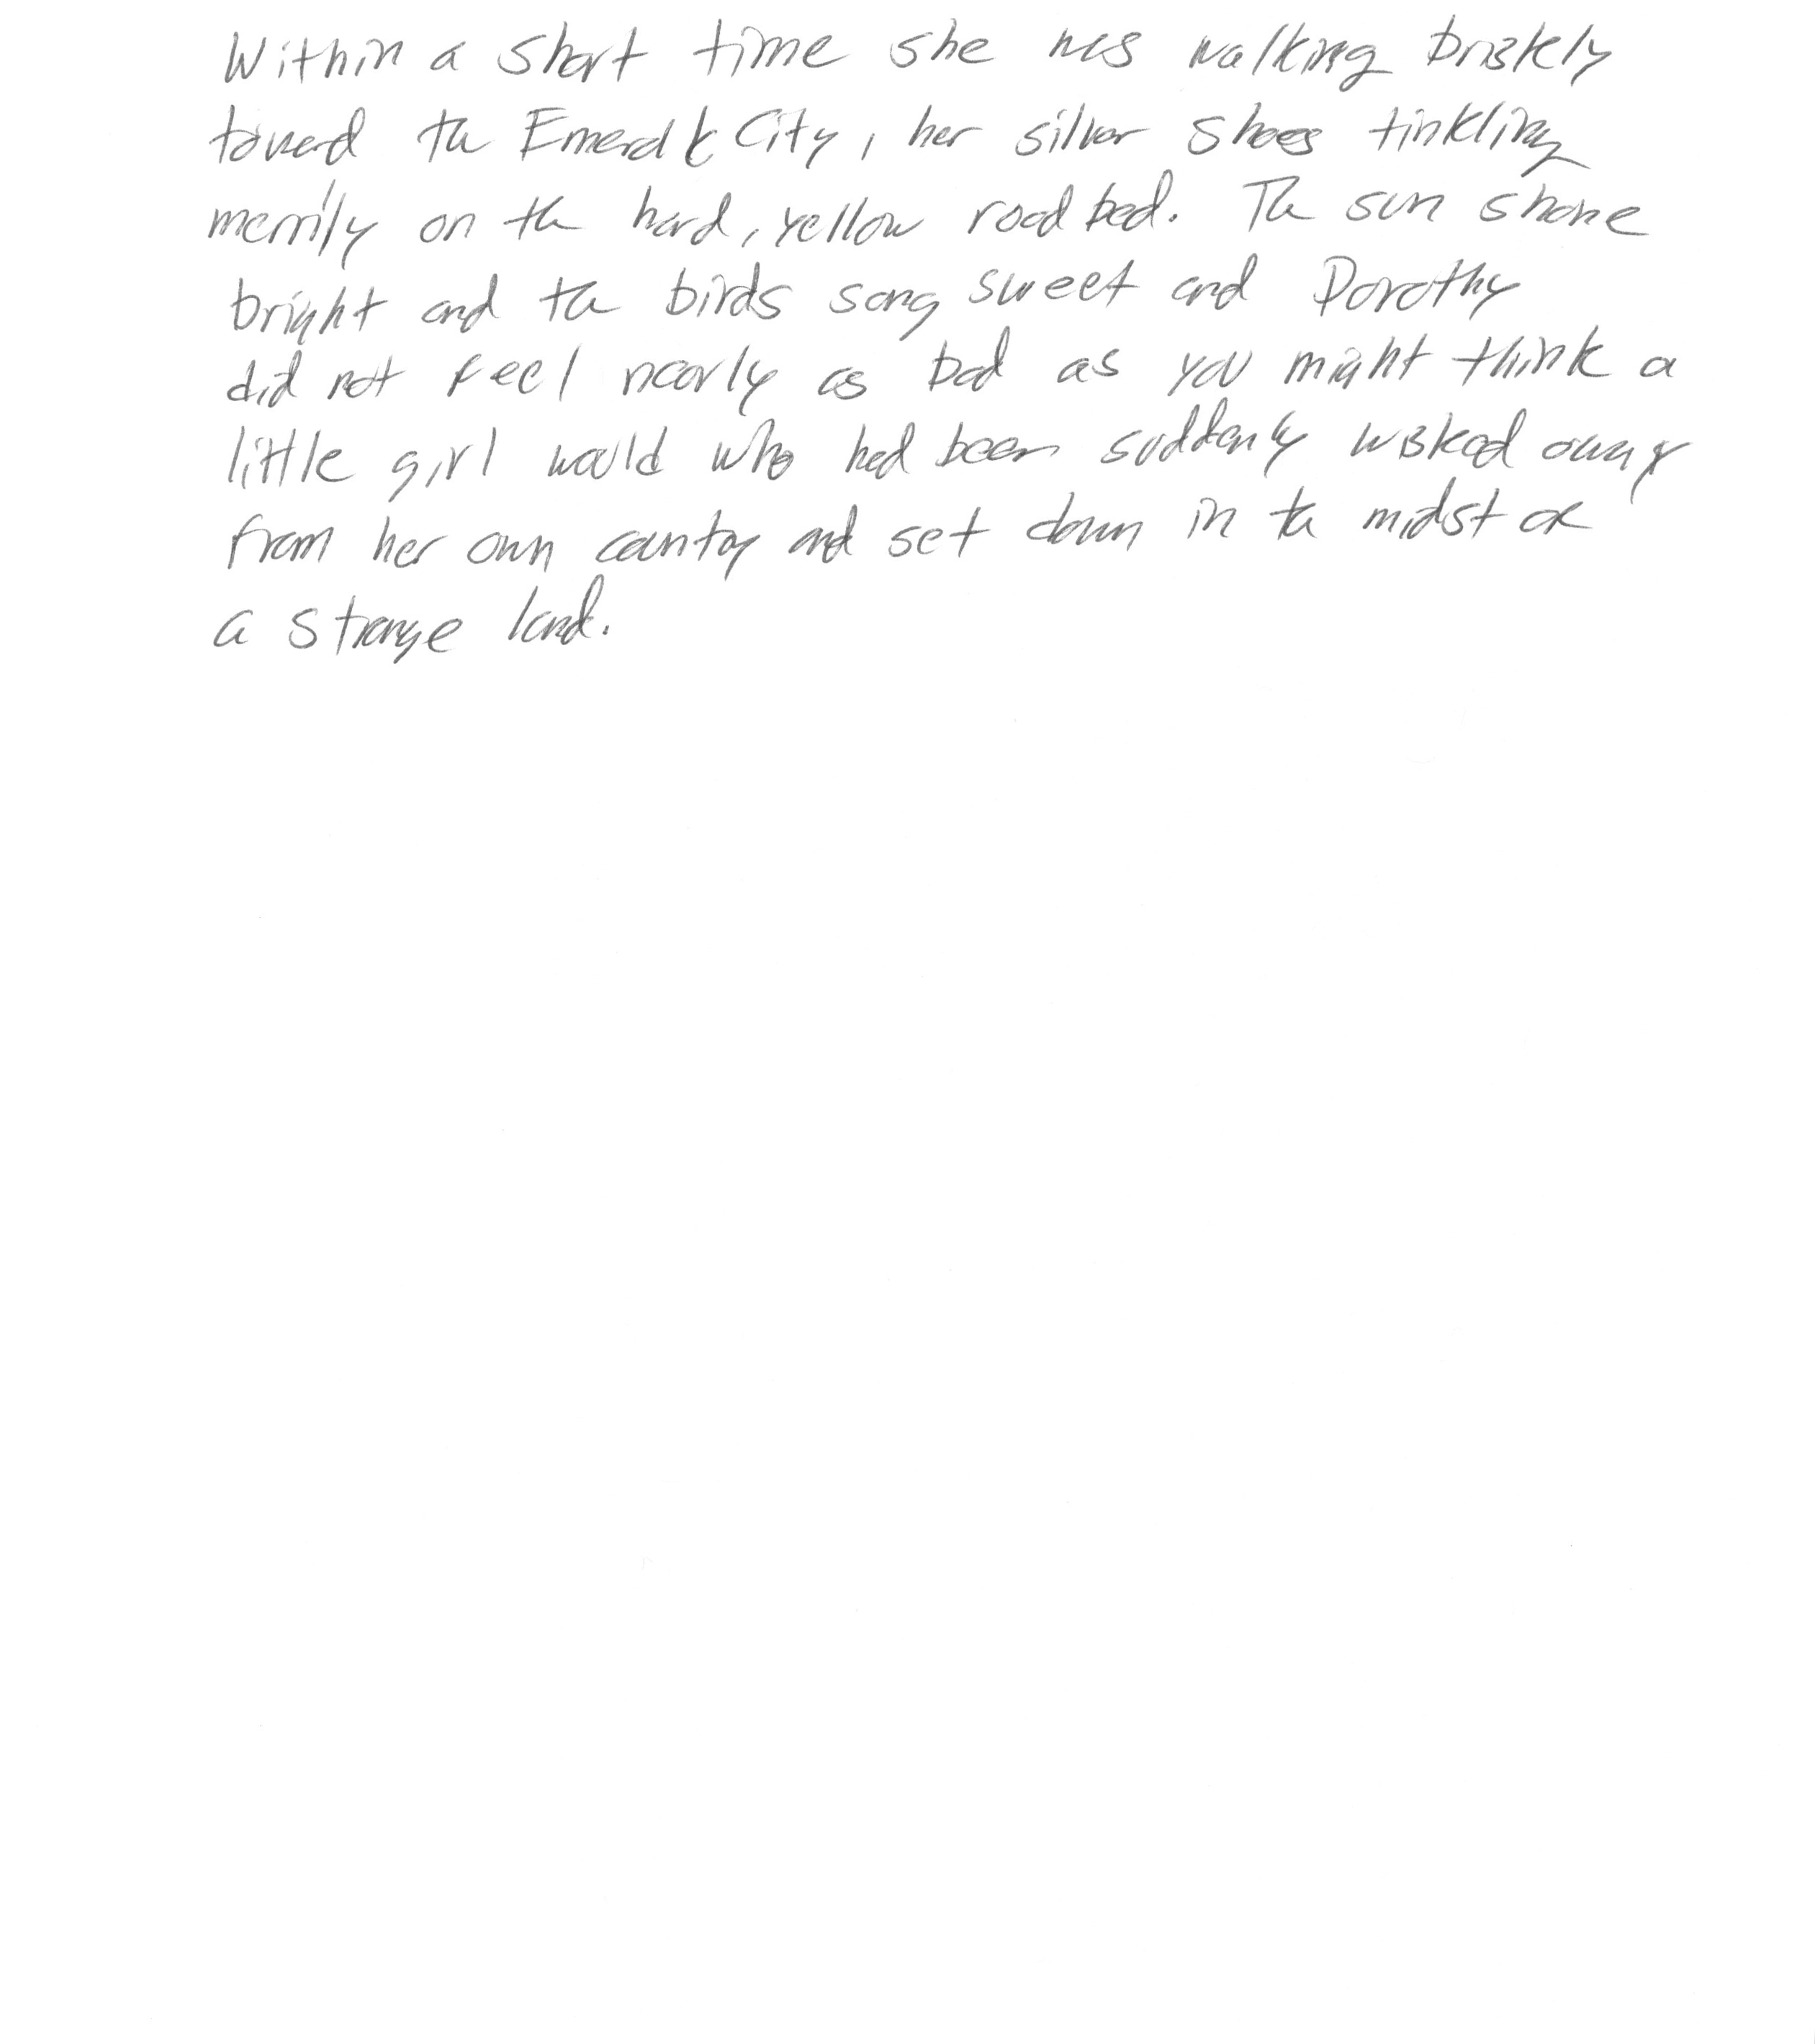 Within a short time she was walking briskly
toward the Emerald City, her silver shoes tinkling
merrily on the hard, yellow roadbed. The sun shone
bright and the birds sang sweet and Dorothy
did not feel nearly as bad as you might think a
little girl would who had been suddenly wisked away
from her own country and set down in the midst of
a strange land.